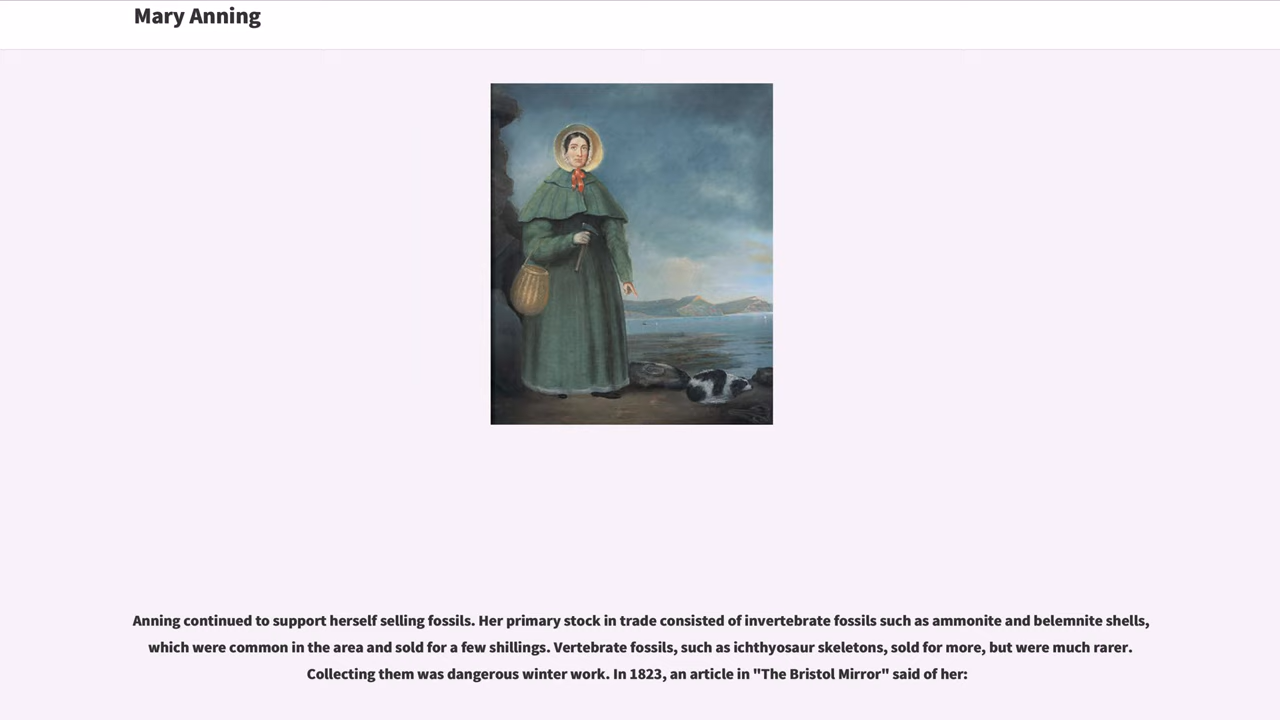 Mary Anning
Anning continued to support herself selling fossils. Her primary stock in trade consisted of invertebrate fossils such as ammonite and belemnite shells,
which were common in the area and sold for a few shillings. Vertebrate fossils, such as ichthyosaur skeletons, sold for more, but were much rarer.
Collecting them was dangerous winter work. In 1823, an article in "The Bristol Mirror" said of her: